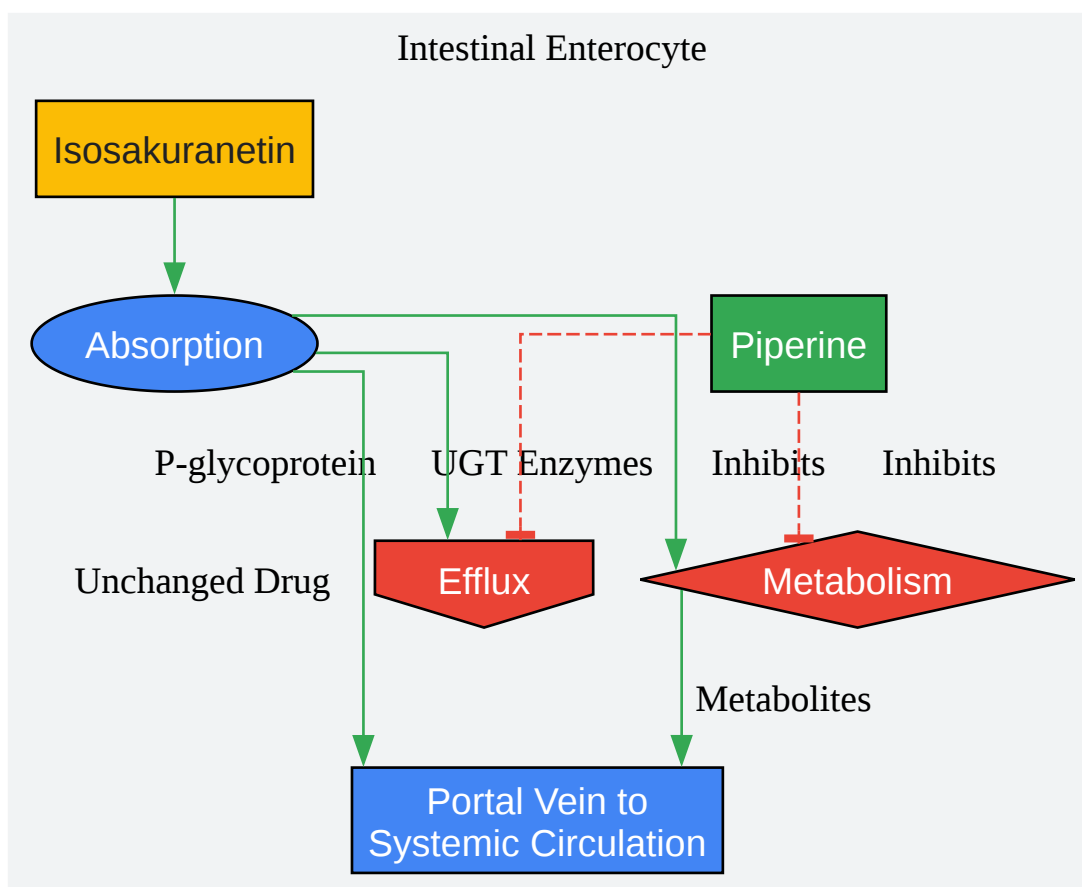 Intestinal Enterocyte
Isosakuranetin
Absorption
Piperine
P-glycoprotein
UGT Enzymes
Inhibits
Inhibits
Unchanged Drug
Efflux
Metabolism
Metabolites
Portal Vein to
Systemic Circulation